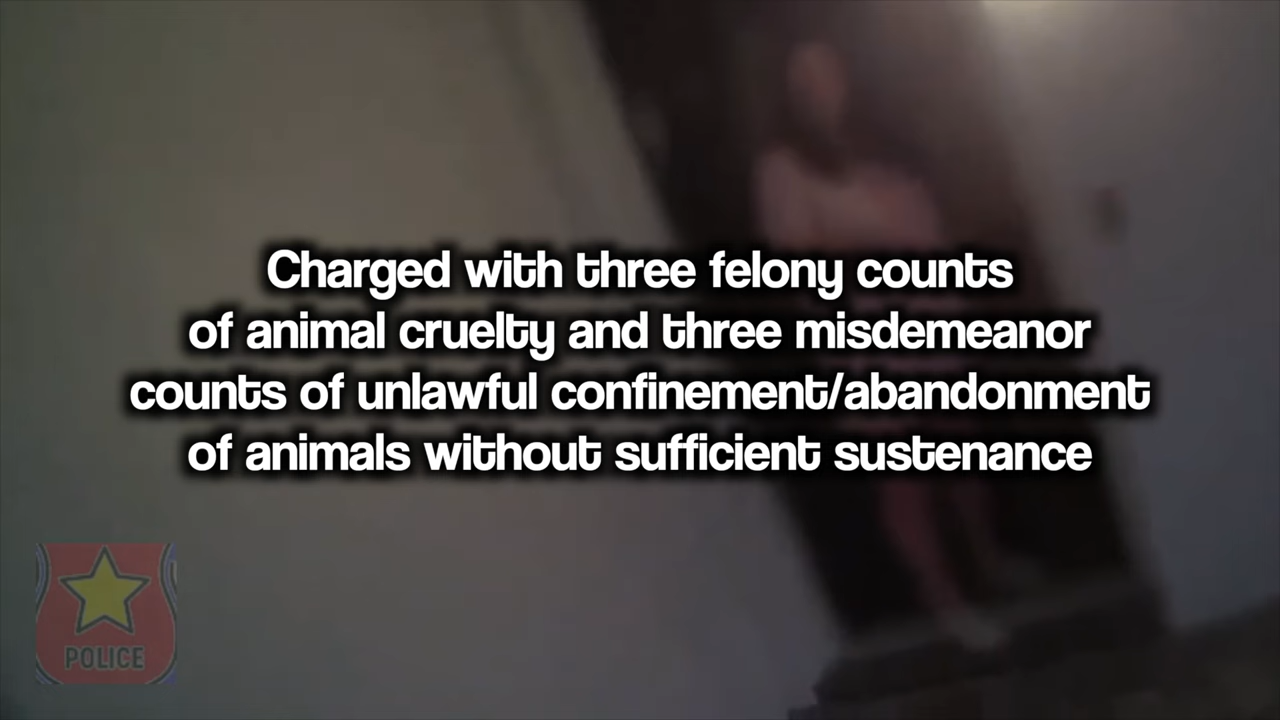 Charged with three felony counts
of animal cruelty and three misdemeanor
counts of unlawful confinement/abandonment
of animals without sufficient sustenance
POLICE